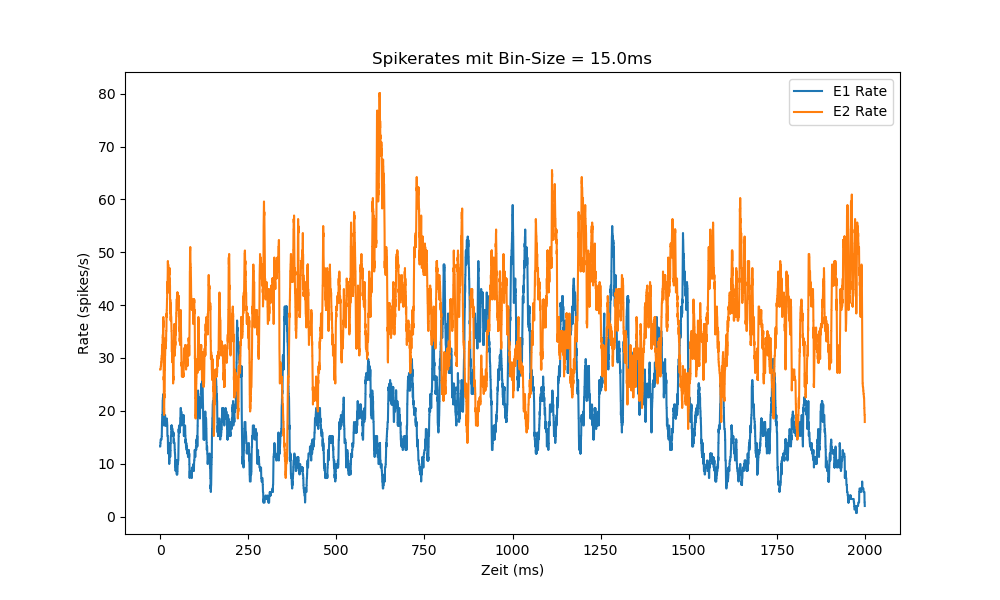 Spikerates mit Bin-Size = 15.0ms
E1 Rate
E2 Rate
80
70
60
50
40
30
20
10
0
Rate (spikes/s)
0 250 500 750 1000 1250 1500 1750 2000
Zeit (ms)